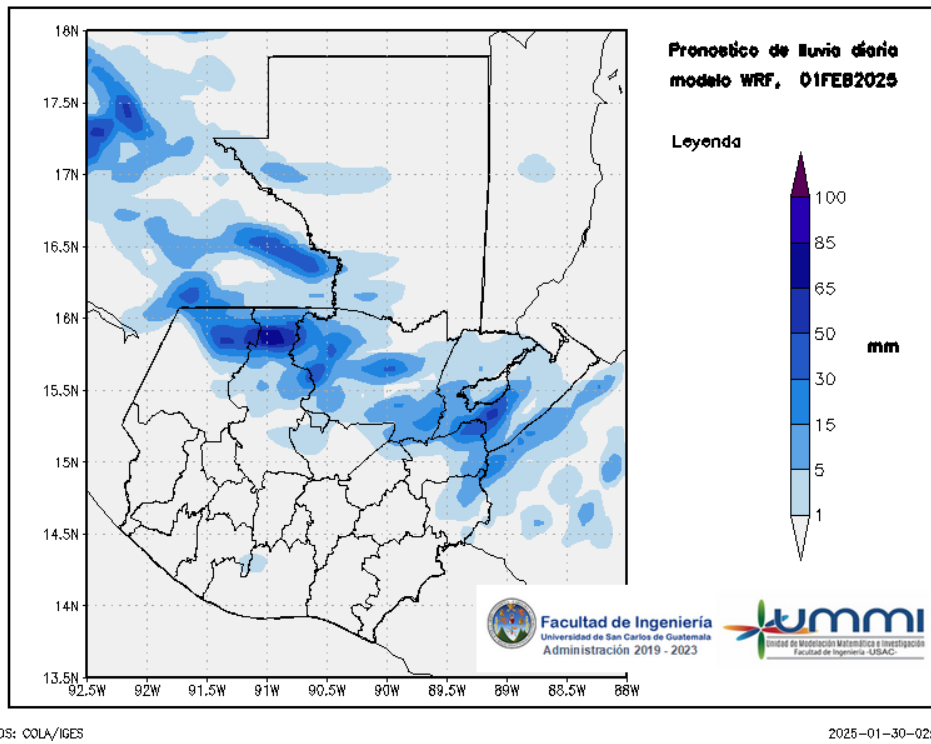 Pronostico de lluvia diaria
modelo WRF, 01FEB2025
Leyenda
100
85
65
50
30
15
5
1
mm
18N
17.5N
17N
16.5N
16N
15.5N
15N
14.5N
14N
13.5N
92.5W
92W
91.5W
91W
90.5W
90W
89.5W
89W
88.5W
88W
Facultad de Ingeniería
Universidad de San Carlos de Guatemala
Administración 2019 - 2023
UMMI
Unidad de Modelación Matemática e Investigación
Facultad de Ingeniería -USAC-
OS: COLA/IGES
2025-01-30-02: